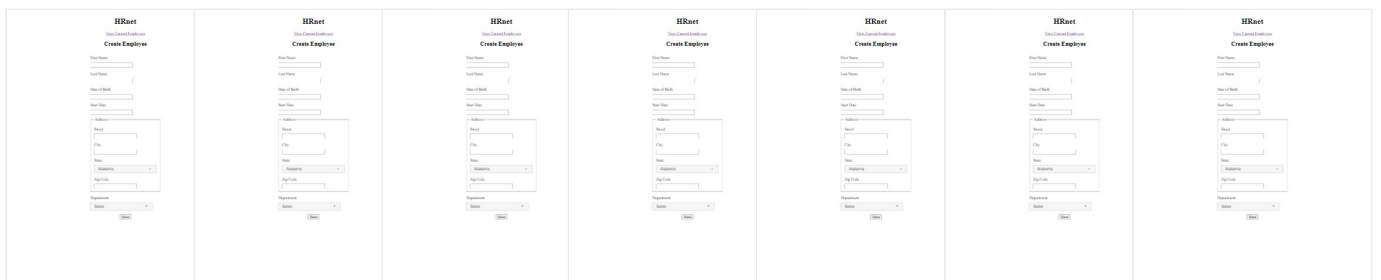 HRnet
View Current Employees
Create Employee
First Name
Last Name
Date of Birth
Start Date
Address
Street
City
State
Alabama
Zip Code
Department
Sales
Save
HRnet
View Current Employees
Create Employee
First Name
Last Name
Date of Birth
Start Date
Address
Street
City
State
Alabama
Zip Code
Department
Sales
Save
HRnet
View Current Employees
Create Employee
First Name
Last Name
Date of Birth
Start Date
Address
Street
City
State
Alabama
Zip Code
Department
Sales
Save
HRnet
View Current Employees
Create Employee
First Name
Last Name
Date of Birth
Start Date
Address
Street
City
State
Alabama
Zip Code
Department
Sales
Save
HRnet
View Current Employees
Create Employee
First Name
Last Name
Date of Birth
Start Date
Address
Street
City
State
Alabama
Zip Code
Department
Sales
Save
HRnet
View Current Employees
Create Employee
First Name
Last Name
Date of Birth
Start Date
Address
Street
City
State
Alabama
Zip Code
Department
Sales
Save
HRnet
View Current Employees
Create Employee
First Name
Last Name
Date of Birth
Start Date
Address
Street
City
State
Alabama
Zip Code
Department
Sales
Save